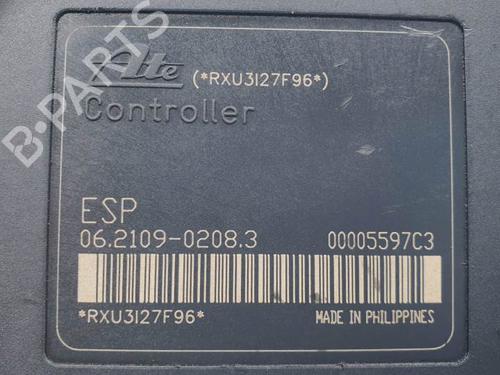 Ate (*RXU3I27F96*)
Controller
ESP
06.2109-0208.3 00005597C3
*RXU3I27F96*
MADE IN PHILIPPINES
B-PARTS